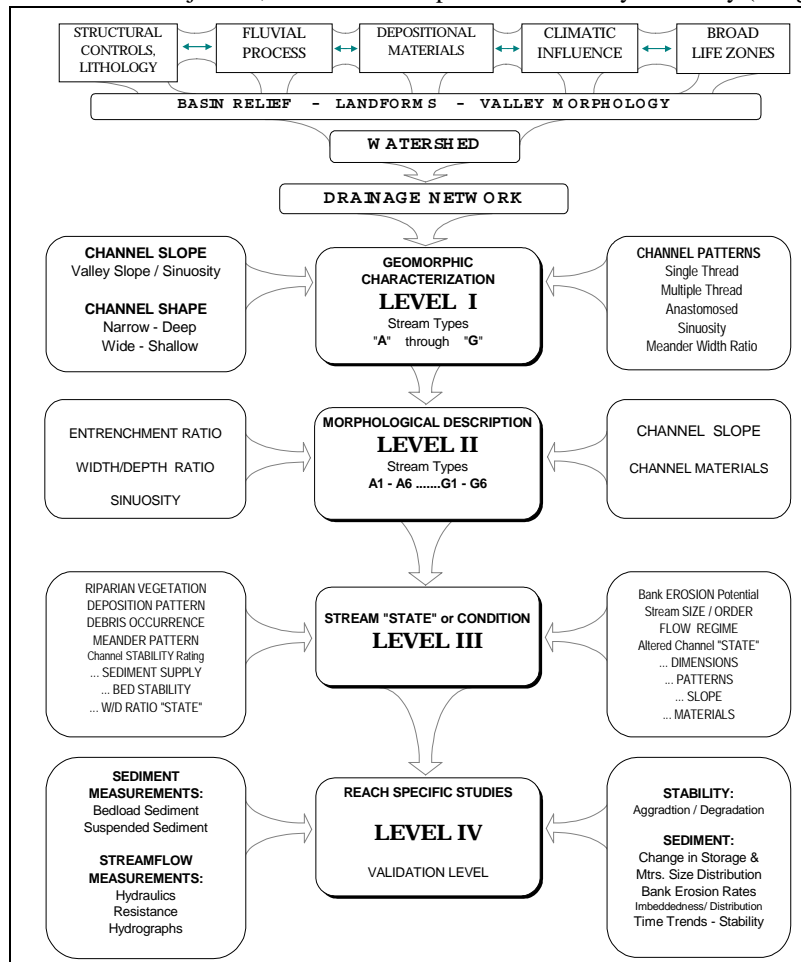 STRUCTURAL
CONTROLS,
LITHOLOGY
FLUVIAL
PROCESS
DEPOSITIONAL
MATERIALS
CLIMATIC
INFLUENCE
BROAD
LIFE ZONES
BASIN RELIEF - LANDFORMS - VALLEY MORPHOLOGY
WATERSHED
DRAINAGE NETWORK
CHANNEL SLOPE
Valley Slope / Sinuosity
CHANNEL SHAPE
Narrow - Deep
Wide - Shallow
GEOMORPHIC
CHARACTERIZATION
LEVEL I
Stream Types
"A" through "G"
CHANNEL PATTERNS
Single Thread
Multiple Thread
Anastomosed
Sinuosity
Meander Width Ratio
ENTRENCHMENT RATIO
WIDTH/DEPTH RATIO
SINUOSITY
MORPHOLOGICAL DESCRIPTION
LEVEL II
Stream Types
A1 - A6 .......G1 - G6
CHANNEL SLOPE
CHANNEL MATERIALS
RIPARIAN VEGETATION
DEPOSITION PATTERN
DEBRIS OCCURRENCE
MEANDER PATTERN
Channel STABILITY Rating
... SEDIMENT SUPPLY
... BED STABILITY
... W/D RATIO "STATE"
STREAM "STATE" or CONDITION
LEVEL III
Bank EROSION Potential
Stream SIZE / ORDER
FLOW REGIME
Altered Channel "STATE"
... DIMENSIONS
... PATTERNS
... SLOPE
... MATERIALS
SEDIMENT
MEASUREMENTS:
Bedload Sediment
Suspended Sediment
STREAMFLOW
MEASUREMENTS:
Hydraulics
Resistance
Hydrographs
REACH SPECIFIC STUDIES
LEVEL IV
VALIDATION LEVEL
STABILITY:
Aggradtion / Degradation
SEDIMENT:
Change in Storage &
Mtrs. Size Distribution
Bank Erosion Rates
Imbeddedness/ Distribution
Time Trends - Stability